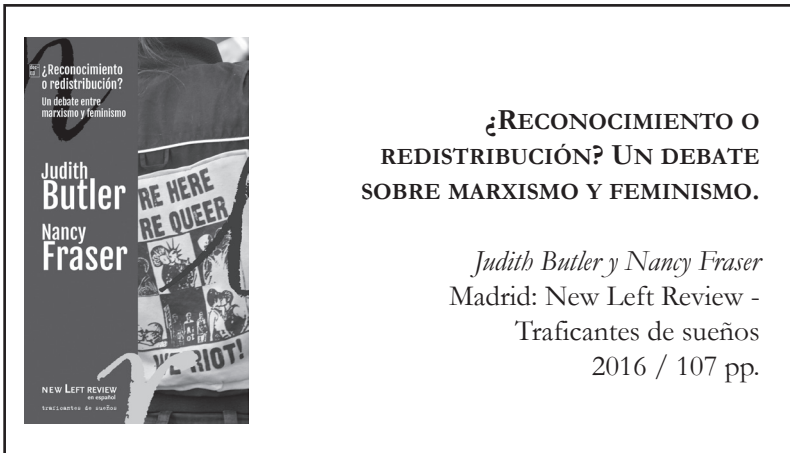 ¿Reconocimiento
o redistribución?
Un debate entre
marxismo y feminismo
Judith
Butler
Nancy
Fraser
RE HERE
RE QUEER
WE RIOT!
NEW LEFT REVIEW
en español
traficantes de sueños
¿RECONOCIMIENTO O
REDISTRIBUCIÓN? UN DEBATE
SOBRE MARXISMO Y FEMINISMO.
Judith Butler y Nancy Fraser
Madrid: New Left Review -
Traficantes de sueños
2016 / 107 pp.